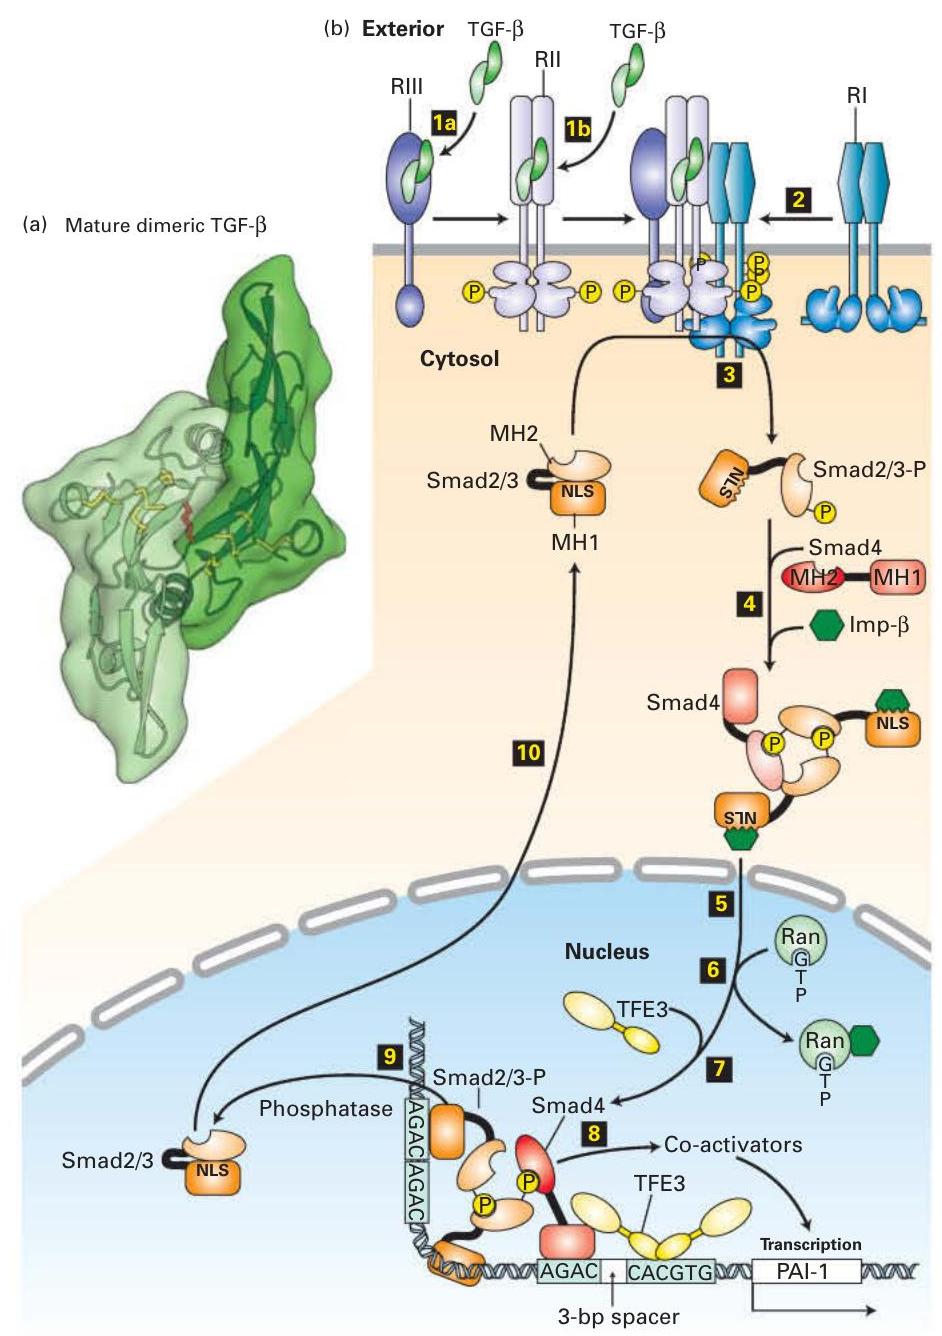 (a) Mature dimeric TGF-β
(b) Exterior
TGF-β
TGF-β
RIII
RII
RI
1a
1b
2
P
P
P
P
P
P
P
Cytosol
3
MH2
Smad2/3
NLS
MH1
NLS
Smad2/3-P
P
Smad4
MH2
MH1
4
Imp-β
Smad4
NLS
P
P
NLS
10
5
Nucleus
6
Ran
G
T
P
TFE3
Ran
G
T
P
7
9
Smad2/3-P
Phosphatase
AGAC
AGAC
Smad4
8
Co-activators
Smad2/3
NLS
P
P
TFE3
Transcription
AGAC
CACGTG
PAI-1
3-bp spacer